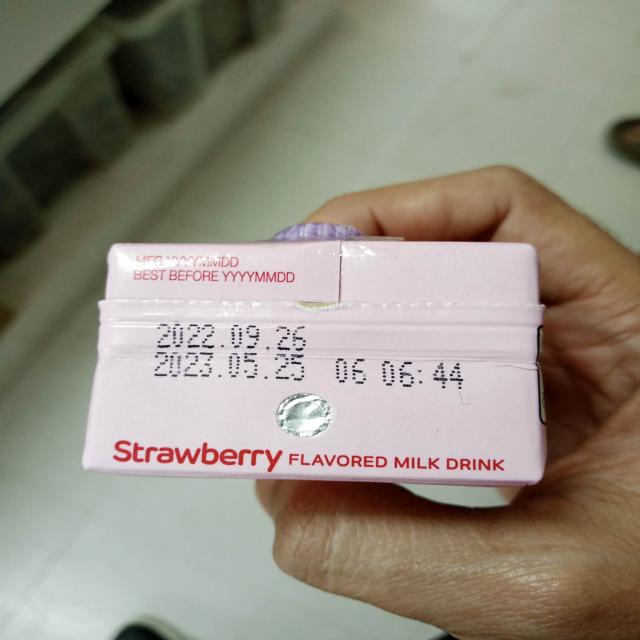 MFG YYYYMMDD
BEST BEFORE YYYYMMDD
2022.09.26
2023.05.25 06 06:44
Strawberry FLAVORED MILK DRINK